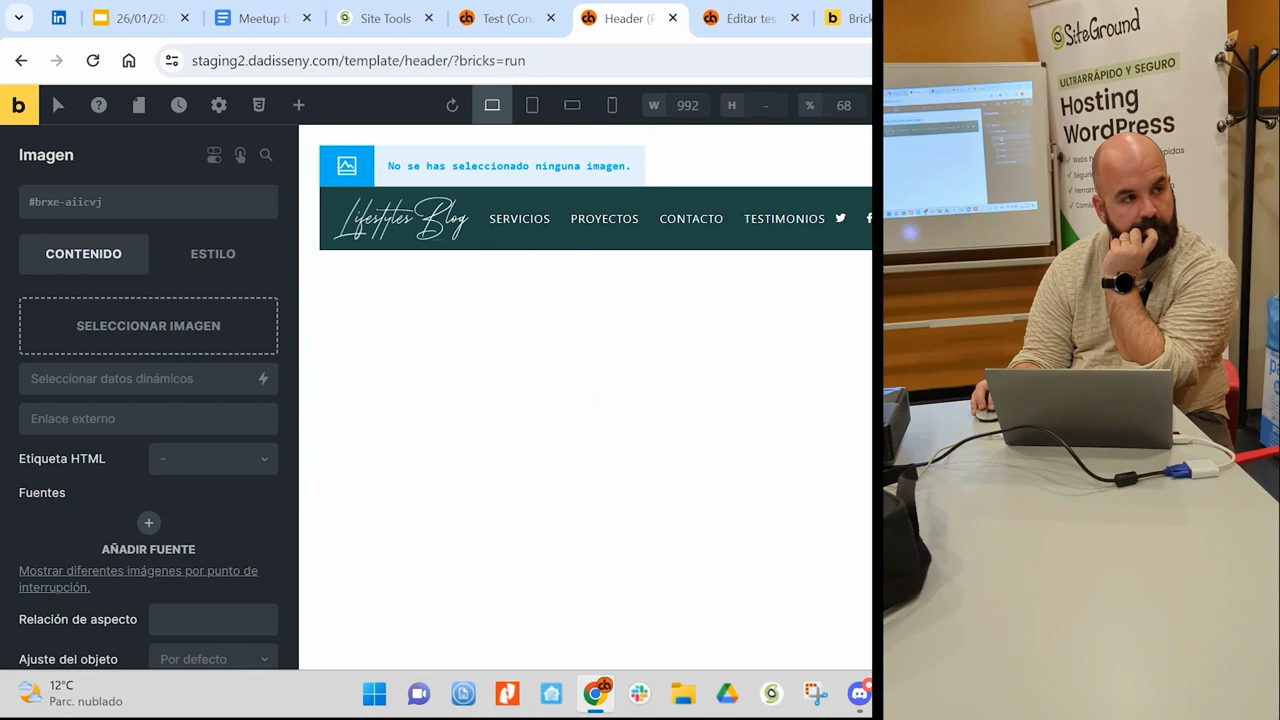 26/01/202
Meetup b
Site Tools
Test (Con
Header (P
Editar tes
Brick
staging2.dadisseny.com/template/header/?bricks=run
b
W 992 H - % 68
Imagen
#brxe-aiicvj
CONTENIDO ESTILO
SELECCIONAR IMAGEN
Seleccionar datos dinámicos
Enlace externo
Etiqueta HTML -
Fuentes
AÑADIR FUENTE
Mostrar diferentes imágenes por punto de
interrupción.
Relación de aspecto
Ajuste del objeto Por defecto
No se has seleccionado ninguna imagen.
Lifestyles Blog SERVICIOS PROYECTOS CONTACTO TESTIMONIOS
12°C
Parc. nublado
SiteGround
ULTRARRÁPIDO Y SEGURO
Hosting
WordPress